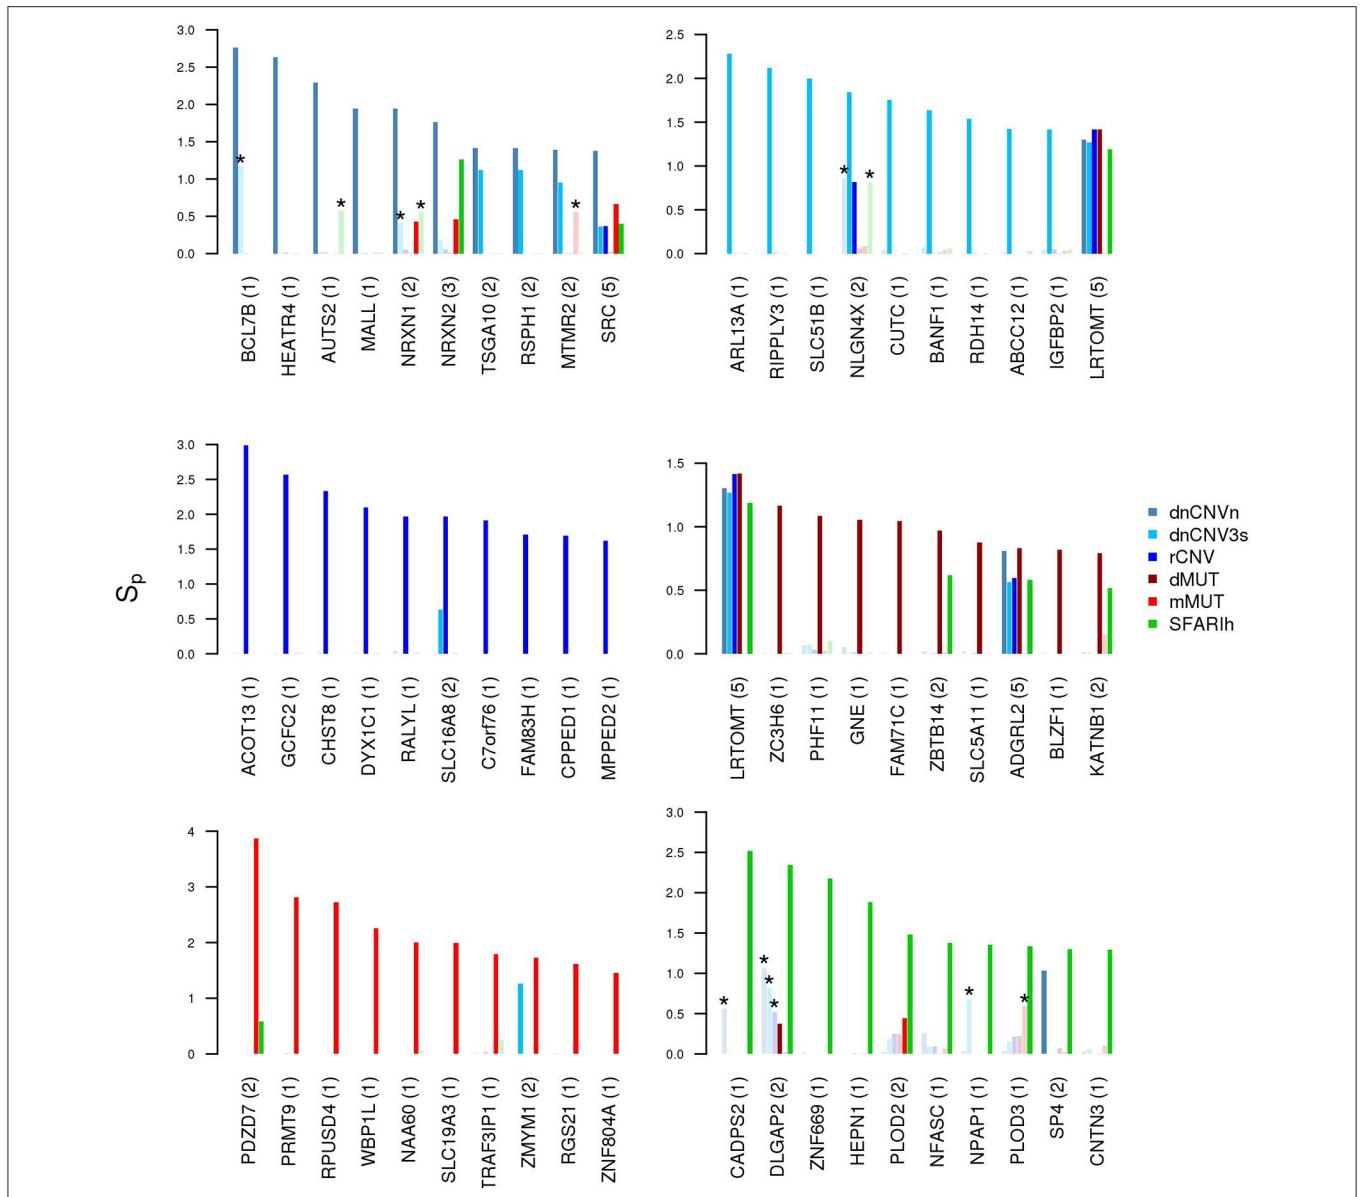 3.0
2.5
2.0
1.5
1.0
0.5
0.0
* * * * *
BCL7B (1)
HEATR4 (1)
AUTS2 (1)
MALL (1)
NRXN1 (2)
NRXN2 (3)
TSGA10 (2)
RSPH1 (2)
MTMR2 (2)
SRC (5)
2.5
2.0
1.5
1.0
0.5
0.0
* *
ARL13A (1)
RIPPLY3 (1)
SLC51B (1)
NLGN4X (2)
CUTC (1)
BANF1 (1)
RDH14 (1)
ABCC12 (1)
IGFBP2 (1)
LRTOMT (5)
Sp
3.0
2.5
2.0
1.5
1.0
0.5
0.0
ACOT13 (1)
GCFC2 (1)
CHST8 (1)
DYX1C1 (1)
RALYL (1)
SLC16A8 (2)
C7orf76 (1)
FAM83H (1)
CPPED1 (1)
MPPED2 (1)
1.5
1.0
0.5
0.0
LRTOMT (5)
ZC3H6 (1)
PHF11 (1)
GNE (1)
FAM71C (1)
ZBTB14 (2)
SLC5A11 (1)
ADGRL2 (5)
BLZF1 (1)
KATNB1 (2)
dnCNVn
dnCNV3s
rCNV
dMUT
mMUT
SFARIh
4
3
2
1
0
PDZD7 (2)
PRMT9 (1)
RPUSD4 (1)
WBP1L (1)
NAA60 (1)
SLC19A3 (1)
TRAF3IP1 (1)
ZMYM1 (2)
RGS21 (1)
ZNF804A (1)
3.0
2.5
2.0
1.5
1.0
0.5
0.0
* * * * * *
CADPS2 (1)
DLGAP2 (2)
ZNF669 (1)
HEPN1 (1)
PLOD2 (2)
NFASC (1)
NPAP1 (1)
PLOD3 (1)
SP4 (2)
CNTN3 (1)